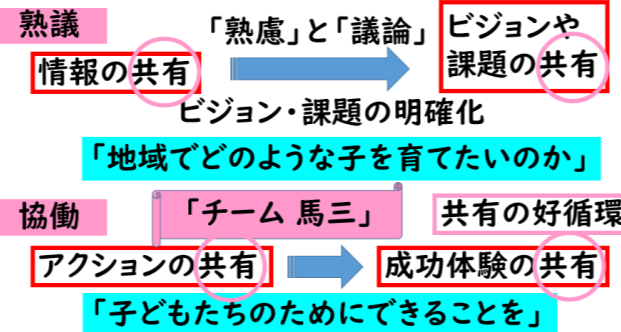 熟議
「熟慮」と「議論」
情報の共有
ビジョンや
課題の共有
ビジョン・課題の明確化
「地域でどのような子を育てたいのか」
協働
「チーム 馬三」
共有の好循環
アクションの共有
成功体験の共有
「子どもたちのためにできることを」